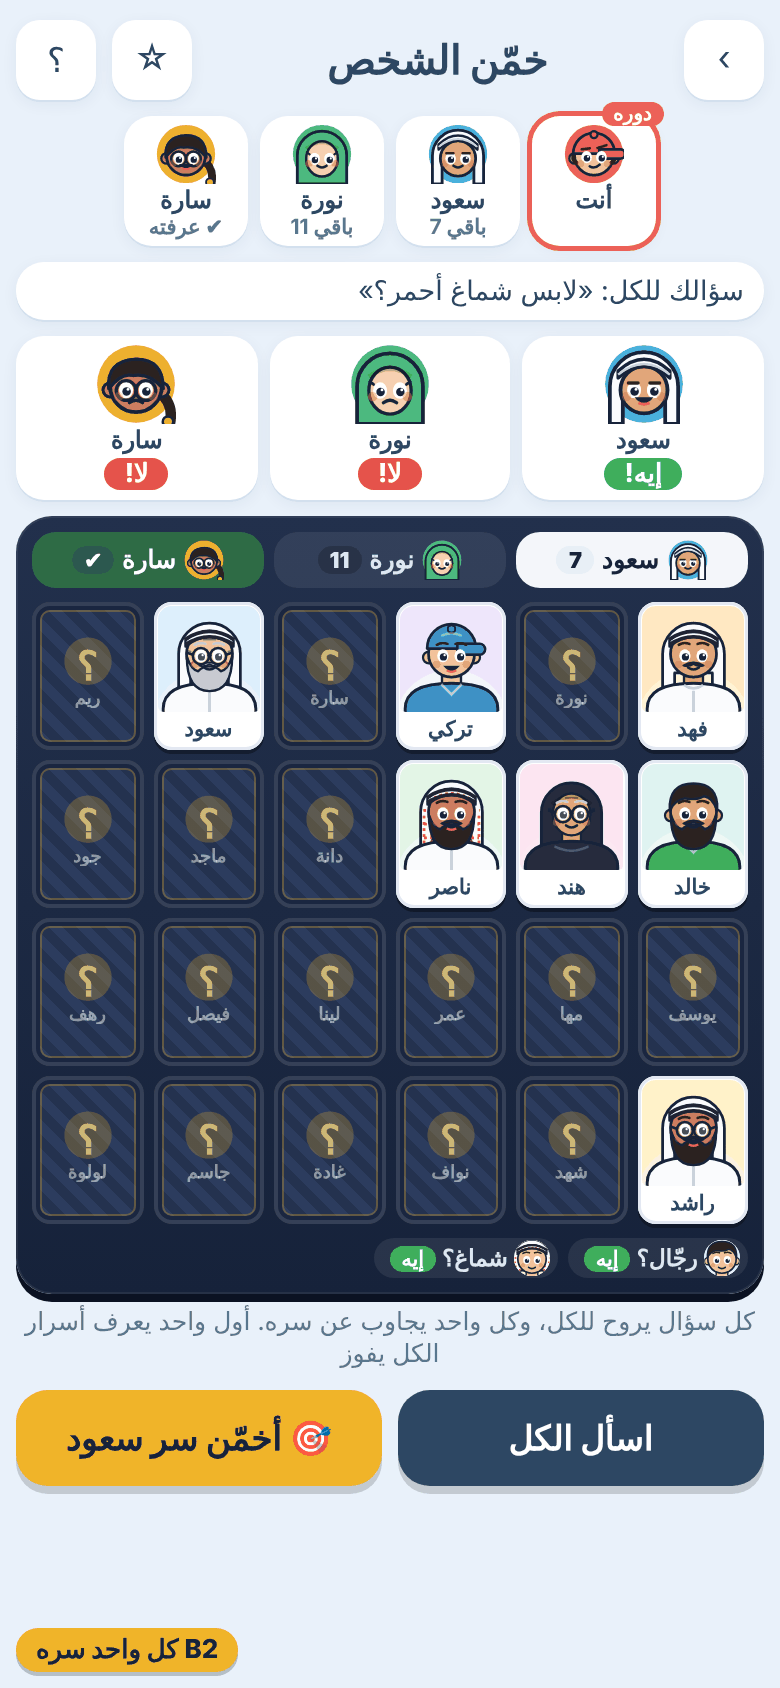 خمّن الشخص
☆
؟
دوره
أنت
سعود
باقي 7
نورة
باقي 11
سارة
✔ عرفته
سؤالك للكل: «لابس شماغ أحمر؟»
سعود
إيه!
نورة
لا!
سارة
لا!
سعود 7
نورة 11
سارة ✔
فهد
؟ نورة
تركي
؟ سارة
سعود
؟ ريم
خالد
هند
ناصر
؟ دانة
؟ ماجد
؟ جود
؟ يوسف
؟ مها
؟ عمر
؟ لينا
؟ فيصل
؟ رهف
راشد
؟ شهد
؟ نواف
؟ غادة
؟ جاسم
؟ لولوة
رجّال؟ إيه
شماغ؟ إيه
كل سؤال يروح للكل، وكل واحد يجاوب عن سره. أول واحد يعرف أسرار
الكل يفوز
اسأل الكل
🎯 أخمّن سر سعود
B2 كل واحد سره